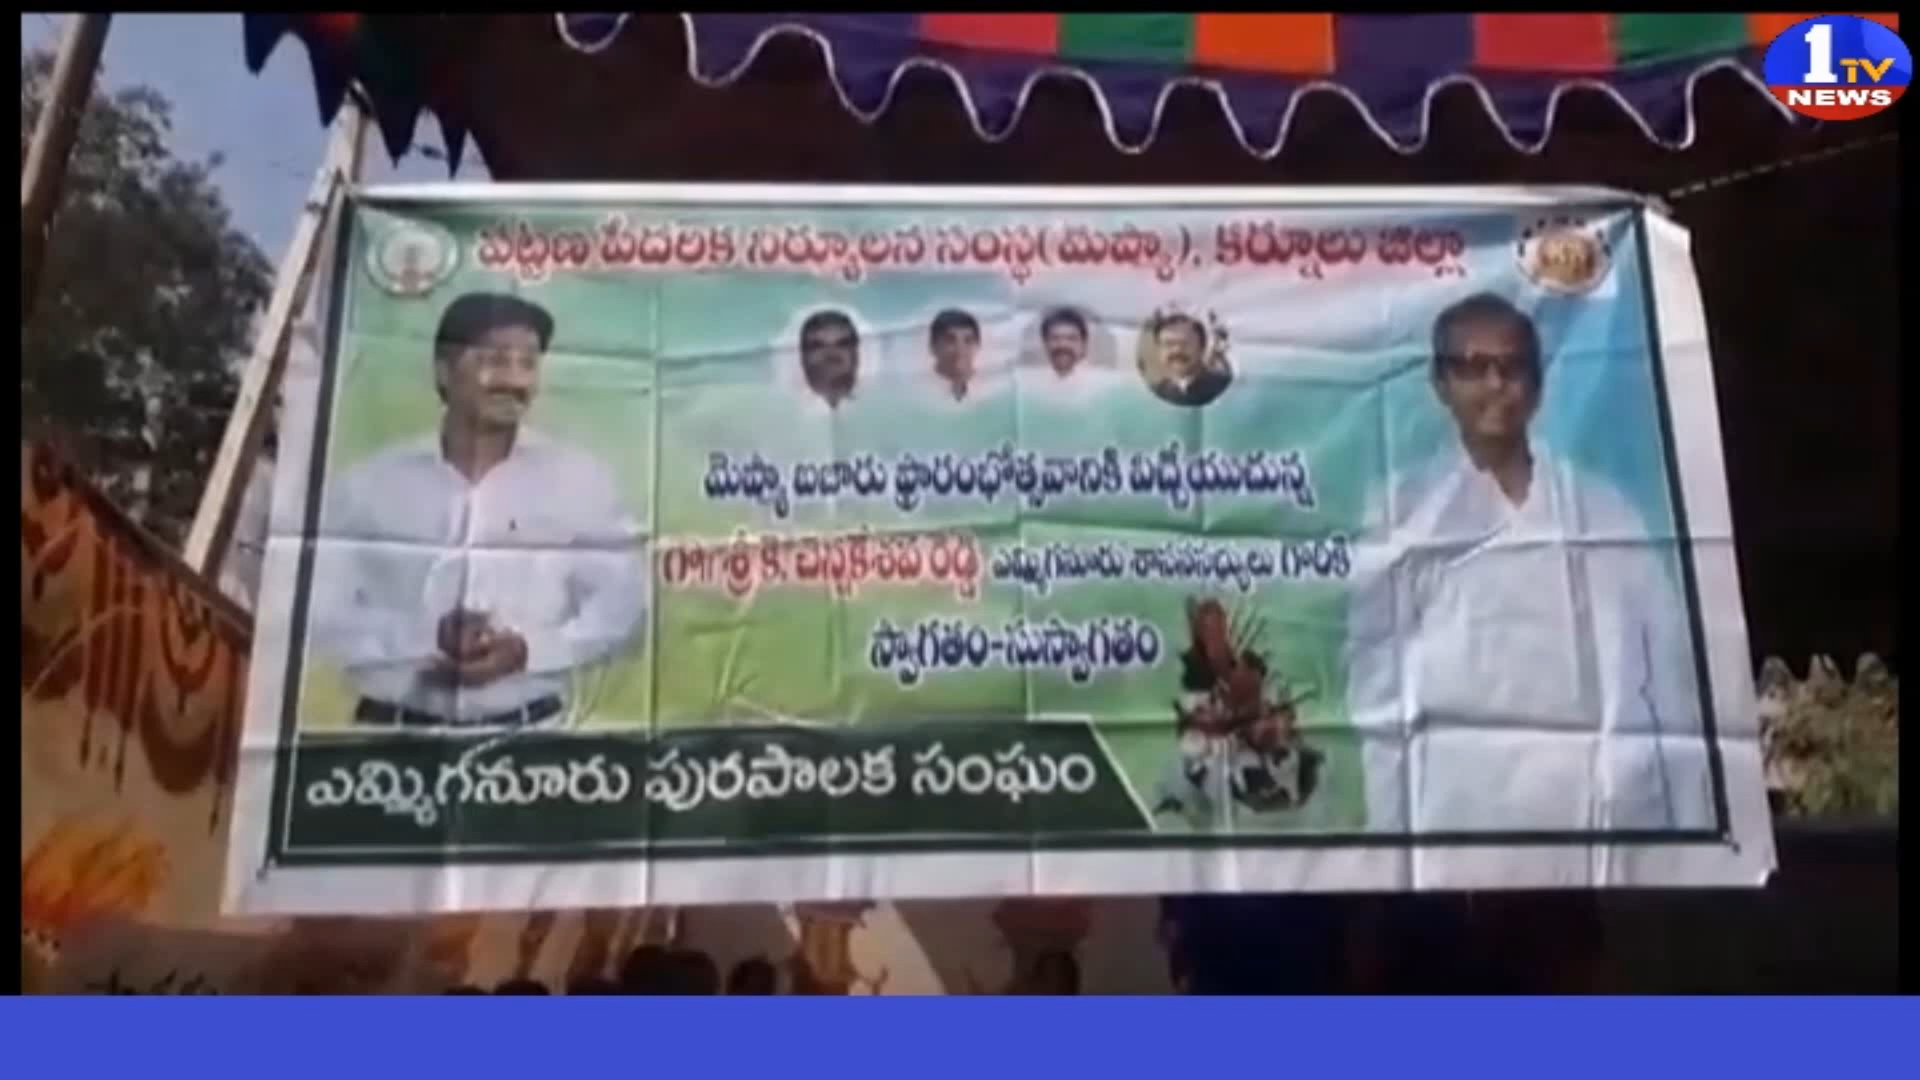 1
TV
NEWS
పట్టణ పేదరిక నిర్మూలన సంస్థ(మెప్మా), కర్నూలు జిల్లా
మెప్మా బజారు ప్రారంభోత్సవానికి విచ్చేయుచున్న
గౌ॥ శ్రీ కె. చెన్నకేశవ రెడ్డి ఎమ్మిగనూరు శాసనసభ్యులు గారికి
స్వాగతం-సుస్వాగతం
ఎమ్మిగనూరు పురపాలక సంఘం